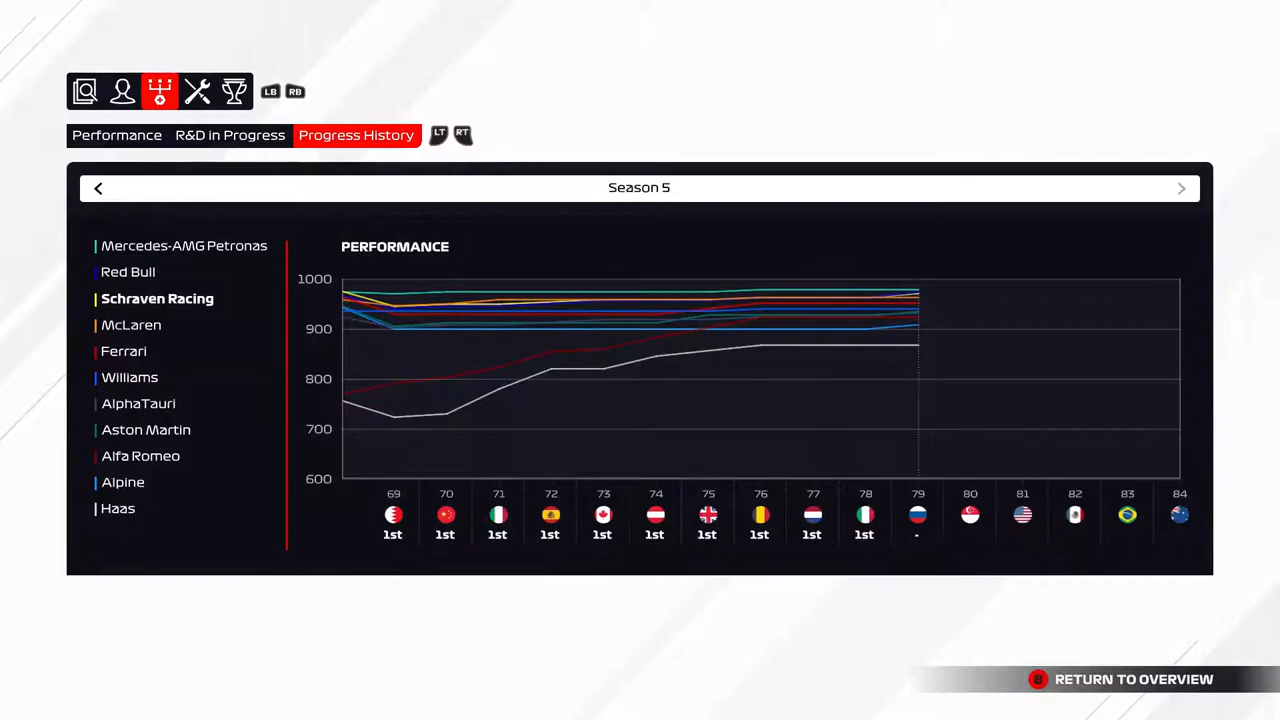 LB RB
Performance R&D in Progress Progress History LT RT
Season 5
Mercedes-AMG Petronas
Red Bull
Schraven Racing
McLaren
Ferrari
Williams
AlphaTauri
Aston Martin
Alfa Romeo
Alpine
Haas
PERFORMANCE
1000
900
800
700
600
69 70 71 72 73 74 75 76 77 78 79 80 81 82 83 84
1st 1st 1st 1st 1st 1st 1st 1st 1st 1st -
B RETURN TO OVERVIEW